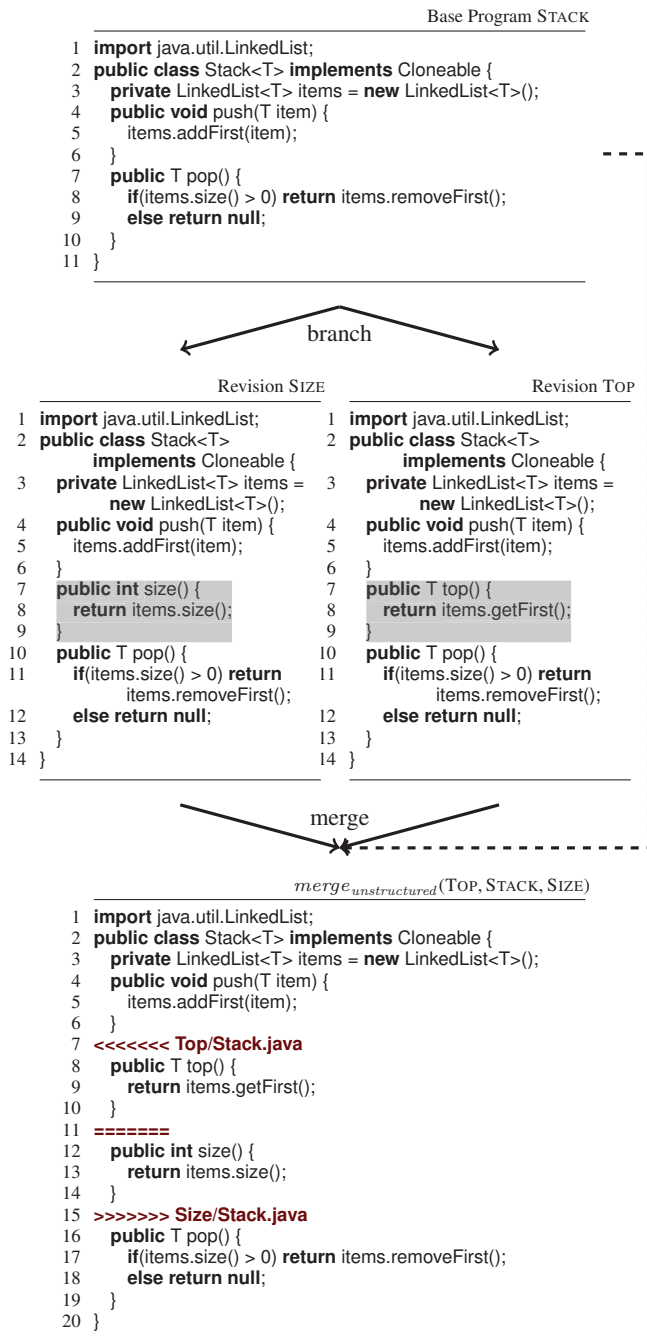 Base Program STACK
1 import java.util.LinkedList;
2 public class Stack<T> implements Cloneable {
3 private LinkedList<T> items = new LinkedList<T>();
4 public void push(T item) {
5 items.addFirst(item);
6 }
7 public T pop() {
8 if(items.size() > 0) return items.removeFirst();
9 else return null;
10 }
11 }
branch
Revision SIZE
1 import java.util.LinkedList;
2 public class Stack<T>
implements Cloneable {
3 private LinkedList<T> items =
new LinkedList<T>();
4 public void push(T item) {
5 items.addFirst(item);
6 }
7 public int size() {
8 return items.size();
9 }
10 public T pop() {
11 if(items.size() > 0) return
items.removeFirst();
12 else return null;
13 }
14 }
Revision TOP
1 import java.util.LinkedList;
2 public class Stack<T>
implements Cloneable {
3 private LinkedList<T> items =
new LinkedList<T>();
4 public void push(T item) {
5 items.addFirst(item);
6 }
7 public T top() {
8 return items.getFirst();
9 }
10 public T pop() {
11 if(items.size() > 0) return
items.removeFirst();
12 else return null;
13 }
14 }
merge
merge_unstructured(TOP, STACK, SIZE)
1 import java.util.LinkedList;
2 public class Stack<T> implements Cloneable {
3 private LinkedList<T> items = new LinkedList<T>();
4 public void push(T item) {
5 items.addFirst(item);
6 }
7 <<<<<<< Top/Stack.java
8 public T top() {
9 return items.getFirst();
10 }
11 =======
12 public int size() {
13 return items.size();
14 }
15 >>>>>>> Size/Stack.java
16 public T pop() {
17 if(items.size() > 0) return items.removeFirst();
18 else return null;
19 }
20 }